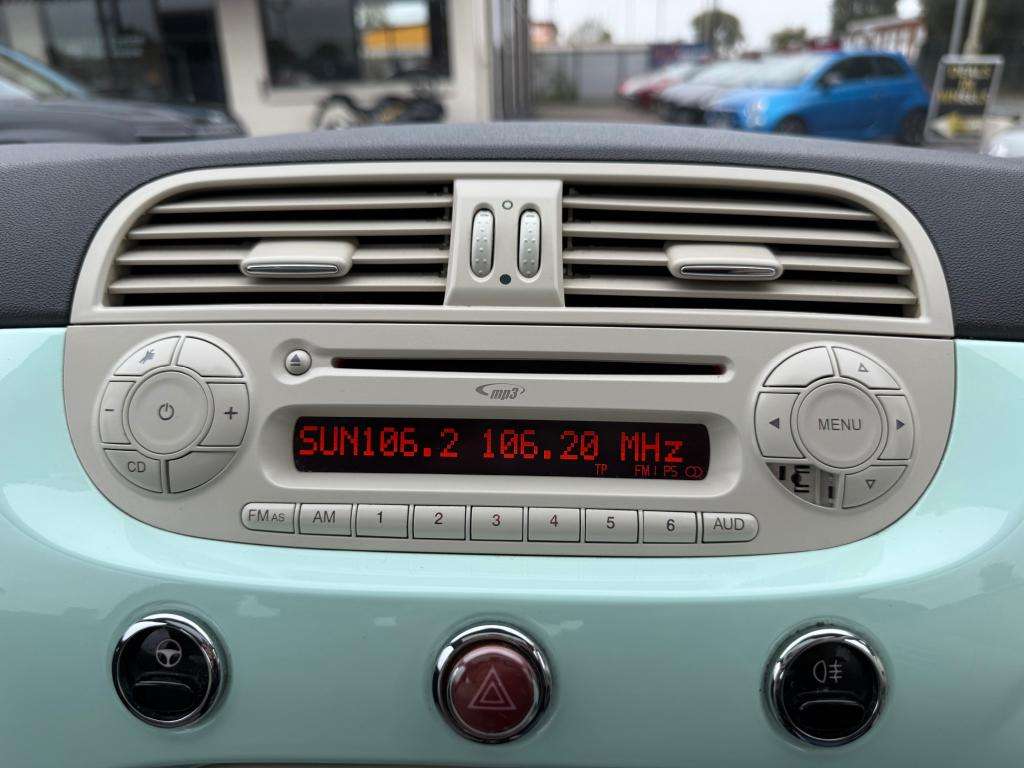 mp3
SUN106.2 106.20 MHz
TP FM1 PS
- + CD
MENU
FM AS AM 1 2 3 4 5 6 AUD